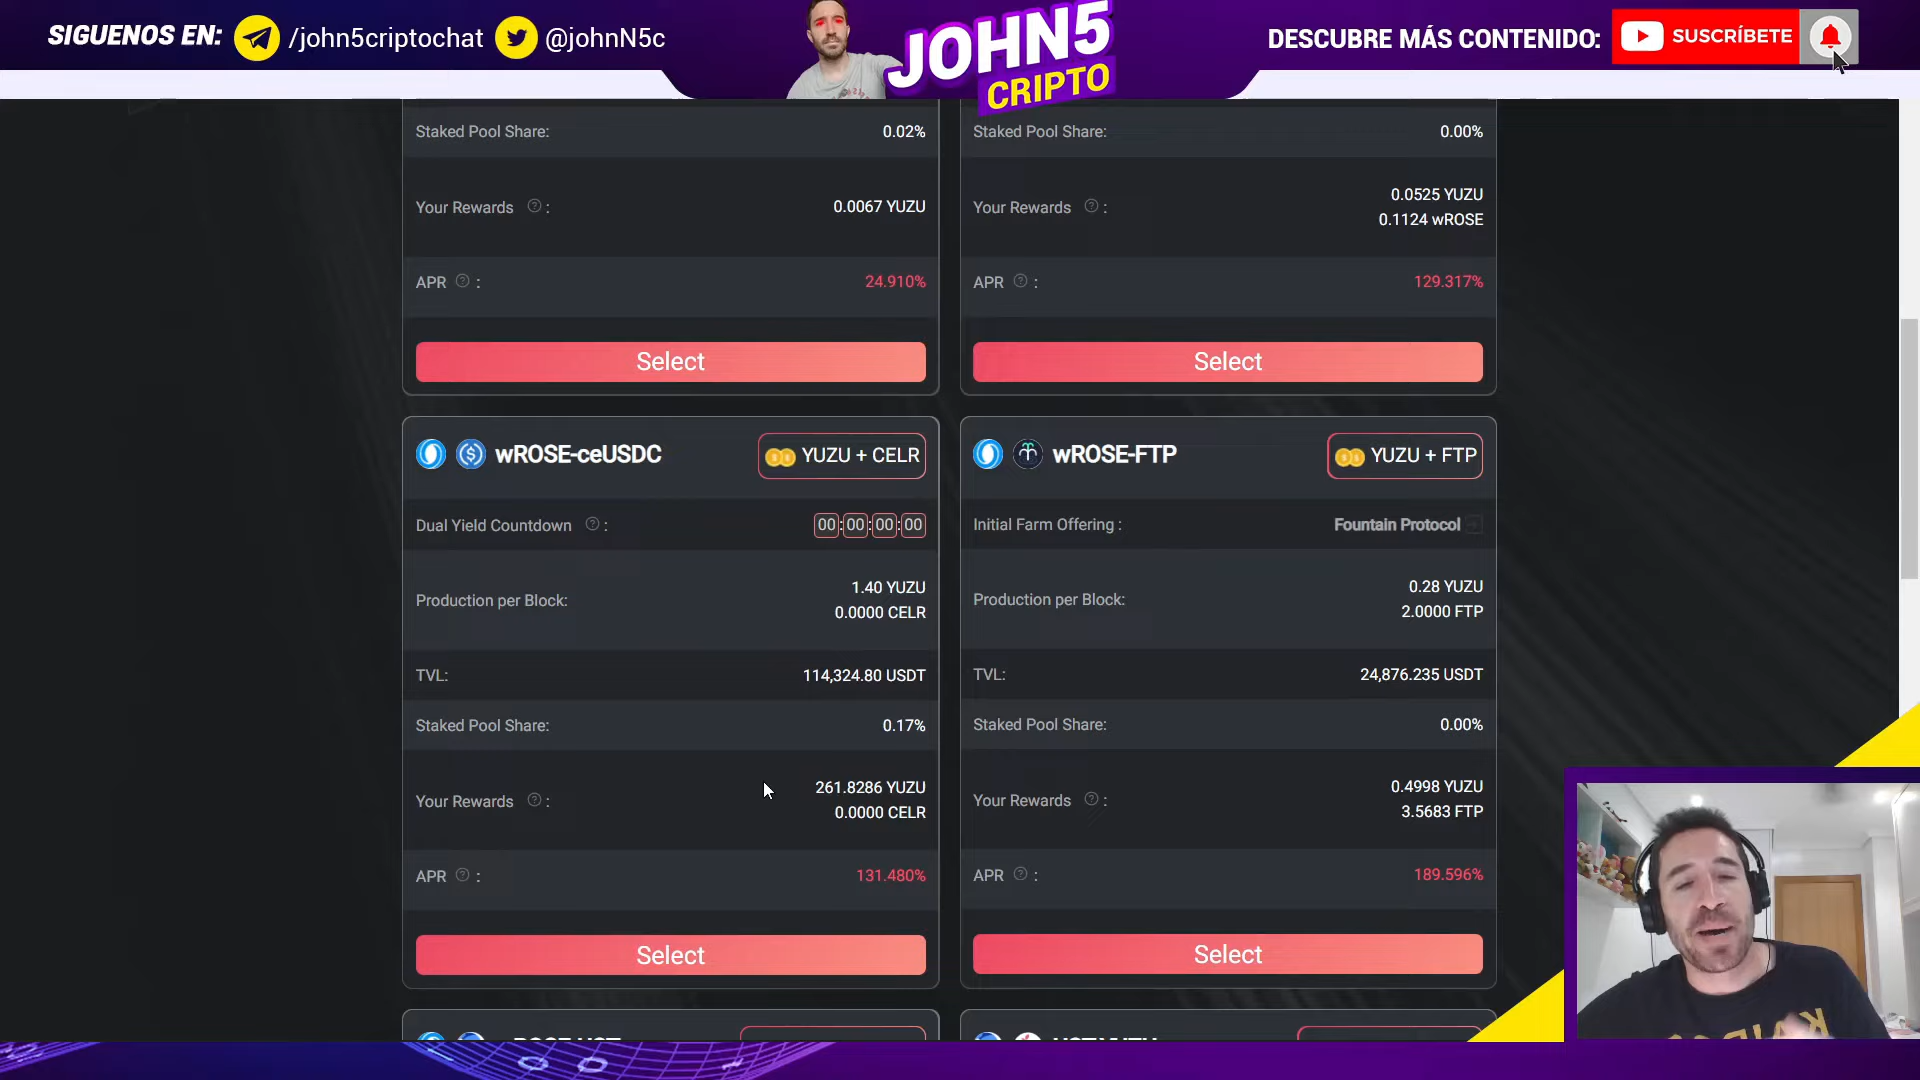 SIGUENOS EN: /john5criptochat @johnN5c
JOHN5
CRIPTO
DESCUBRE MÁS CONTENIDO: SUSCRÍBETE
Staked Pool Share: 0.02%
Your Rewards ? : 0.0067 YUZU
APR ? : 24.910%
Select
Staked Pool Share: 0.00%
Your Rewards ? : 0.0525 YUZU
0.1124 wROSE
APR ? : 129.317%
Select
wROSE-ceUSDC YUZU + CELR
Dual Yield Countdown ? : 00:00:00:00
Production per Block: 1.40 YUZU
0.0000 CELR
TVL: 114,324.80 USDT
Staked Pool Share: 0.17%
Your Rewards ? : 261.8286 YUZU
0.0000 CELR
APR ? : 131.480%
Select
wROSE-FTP YUZU + FTP
Initial Farm Offering : Fountain Protocol
Production per Block: 0.28 YUZU
2.0000 FTP
TVL: 24,876.235 USDT
Staked Pool Share: 0.00%
Your Rewards ? : 0.4998 YUZU
3.5683 FTP
APR ? : 189.596%
Select